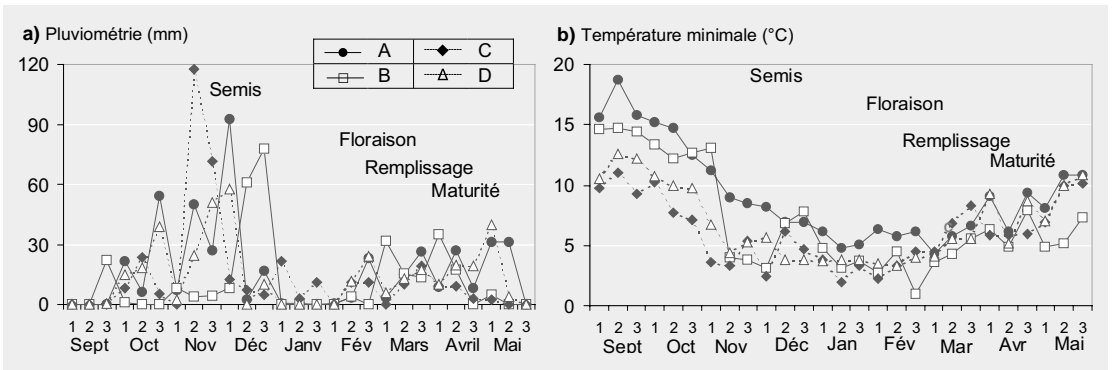 a) Pluviométrie (mm)
A C
B D
120
90
60
30
0
Semis
Floraison
Remplissage
Maturité
1 2 3 1 2 3 1 2 3 1 2 3 1 2 3 1 2 3 1 2 3 1 2 3 1 2 3
Sept Oct Nov Déc Janv Fév Mars Avril Mai
b) Température minimale (°C)
20
15
10
5
0
Semis
Floraison
Remplissage
Maturité
1 2 3 1 2 3 1 2 3 1 2 3 1 2 3 1 2 3 1 2 3 1 2 3 1 2 3
Sept Oct Nov Déc Jan Fév Mar Avr Mai